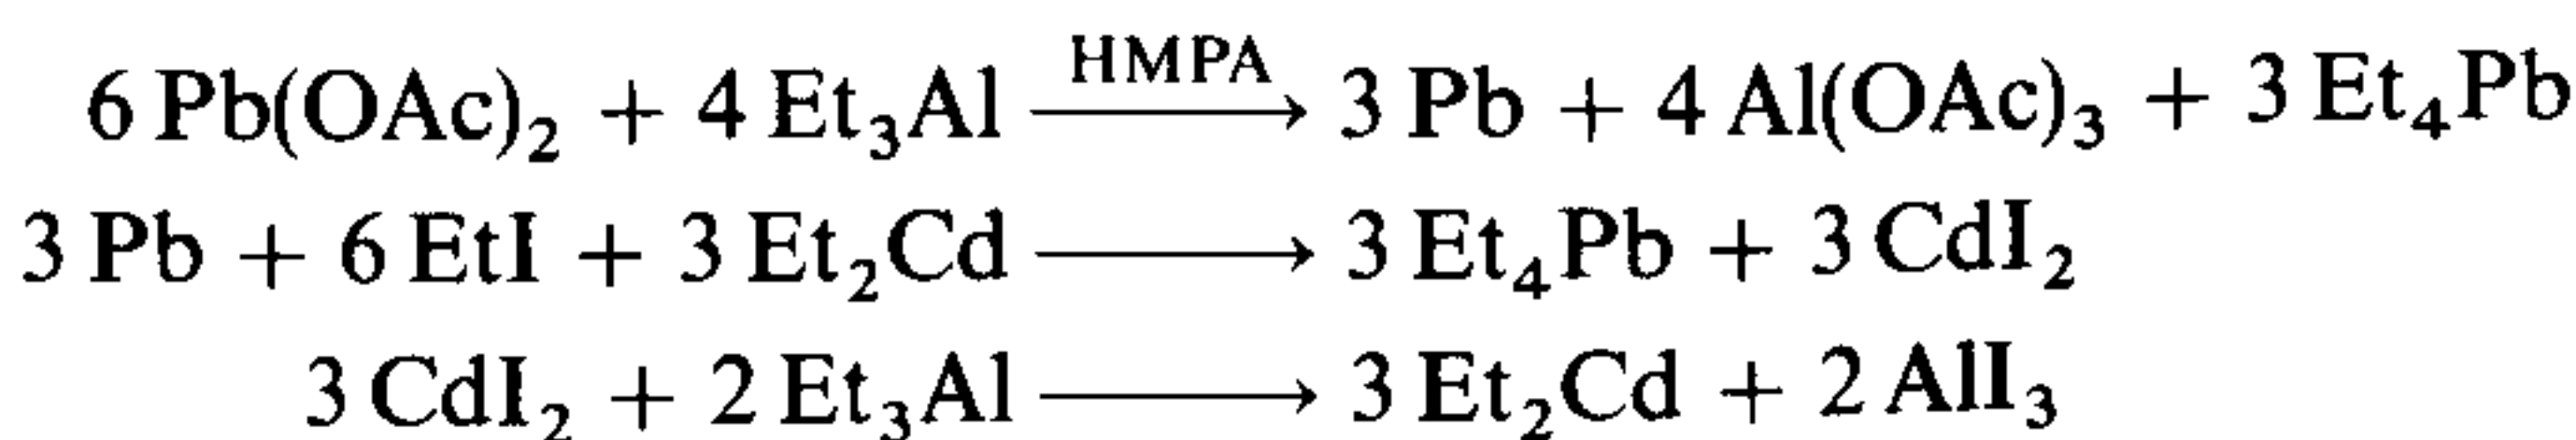 6 Pb(OAc)₂ + 4 Et₃Al —HMPA→ 3 Pb + 4 Al(OAc)₃ + 3 Et₄Pb
3 Pb + 6 EtI + 3 Et₂Cd ⟶ 3 Et₄Pb + 3 CdI₂
3 CdI₂ + 2 Et₃Al ⟶ 3 Et₂Cd + 2 AlI₃